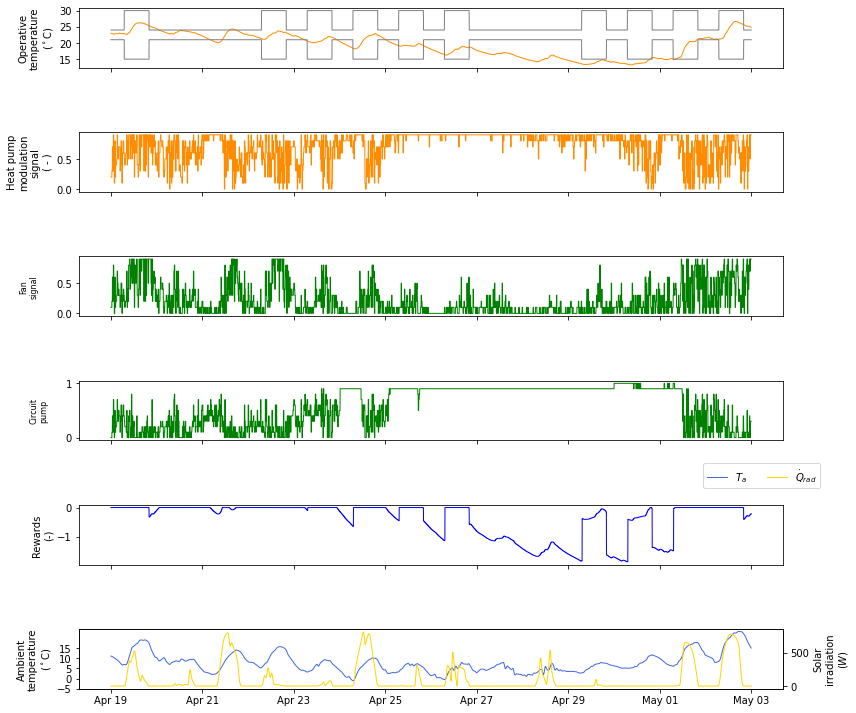 Operative
temperature
(°C)
30
25
20
15
Heat pump
modulation
signal
( - )
0.5
0.0
Fan
signal
0.5
0.0
Circuit
pump
1
0
T_a
Q̇_rad
Rewards
(-)
0
−1
Ambient
temperature
(°C)
15
10
5
0
−5
Solar
irradiation
(W)
500
0
Apr 19
Apr 21
Apr 23
Apr 25
Apr 27
Apr 29
May 01
May 03